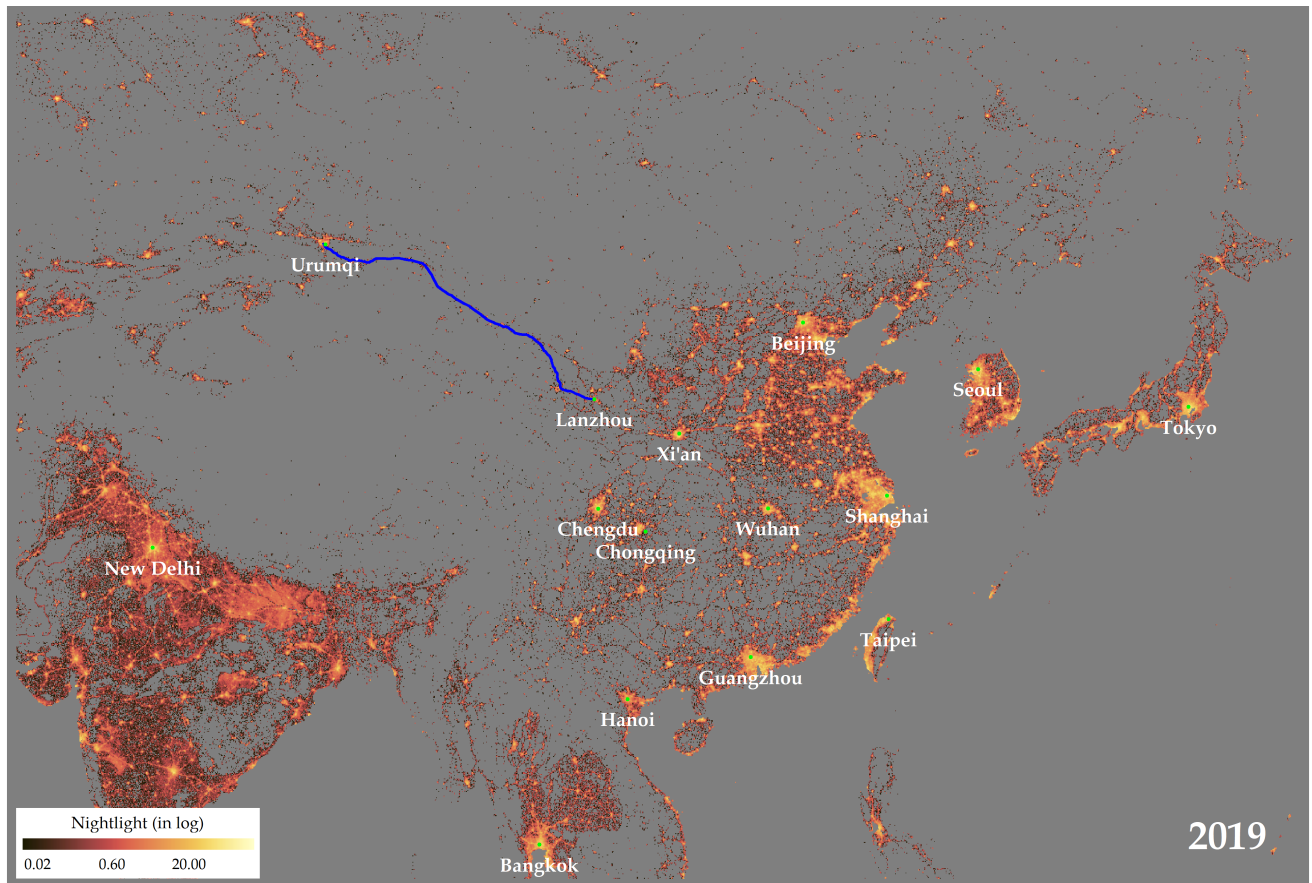 Urumqi
Beijing
Seoul
Lanzhou
Tokyo
Xi'an
Shanghai
Chengdu
Wuhan
Chongqing
New Delhi
Taipei
Guangzhou
Hanoi
Nightlight (in log)
0.02 0.60 20.00
2019
Bangkok